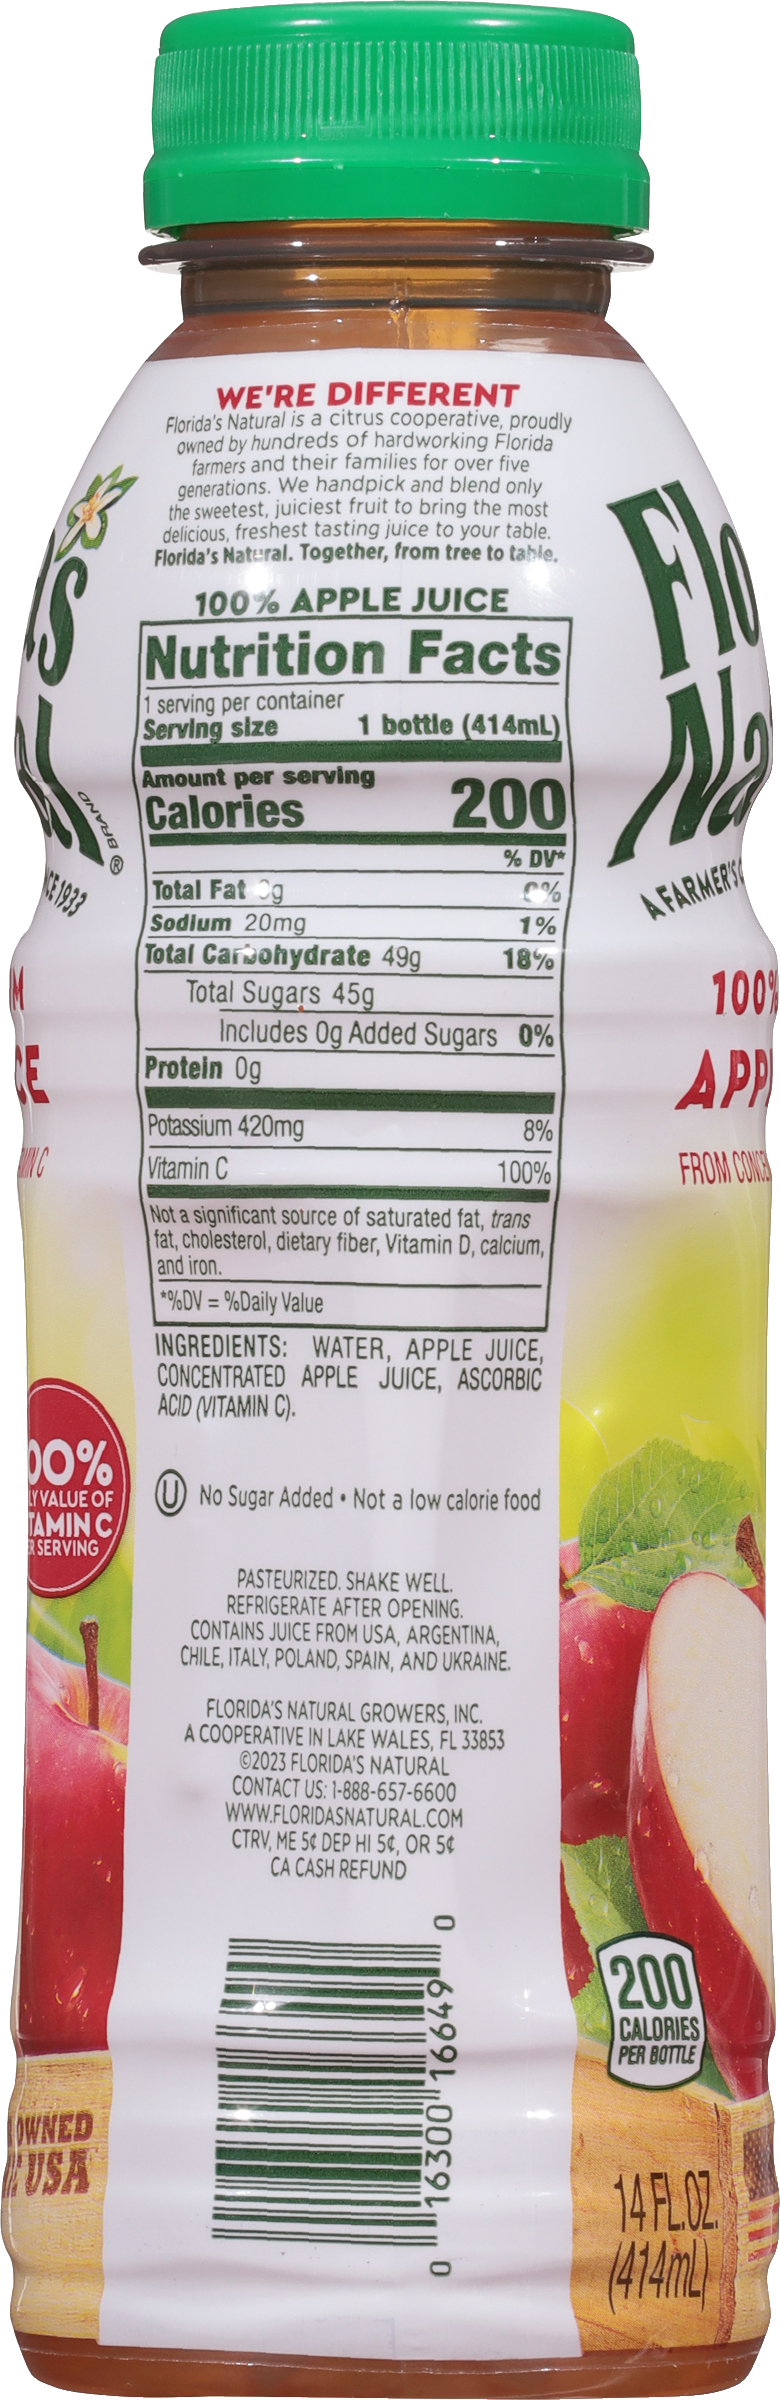 WE'RE DIFFERENT
Florida's Natural is a citrus cooperative, proudly
owned by hundreds of hardworking Florida
farmers and their families for over five
generations. We handpick and blend only
the sweetest, juiciest fruit to bring the most
delicious, freshest tasting juice to your table.
Florida's Natural. Together, from tree to table.
100% APPLE JUICE
Nutrition Facts
1 serving per container
Serving size 1 bottle (414mL)
Amount per serving
Calories 200
% DV*
Total Fat 0g 0%
Sodium 20mg 1%
Total Carbohydrate 49g 18%
Total Sugars 45g
Includes 0g Added Sugars 0%
Protein 0g
Potassium 420mg 8%
Vitamin C 100%
Not a significant source of saturated fat, trans
fat, cholesterol, dietary fiber, Vitamin D, calcium,
and iron.
*%DV = %Daily Value
INGREDIENTS: WATER, APPLE JUICE,
CONCENTRATED APPLE JUICE, ASCORBIC
ACID (VITAMIN C).
U No Sugar Added • Not a low calorie food
PASTEURIZED. SHAKE WELL.
REFRIGERATE AFTER OPENING.
CONTAINS JUICE FROM USA, ARGENTINA,
CHILE, ITALY, POLAND, SPAIN, AND UKRAINE.
FLORIDA'S NATURAL GROWERS, INC.
A COOPERATIVE IN LAKE WALES, FL 33853
©2023 FLORIDA'S NATURAL
CONTACT US: 1-888-657-6600
WWW.FLORIDASNATURAL.COM
CTRV, ME 5¢ DEP HI 5¢, OR 5¢
CA CASH REFUND
0 16300 16649 0
BRAND ®
CE 1933
00%
LY VALUE OF
TAMIN C
R SERVING
OWNED
USA
Flo
Na
A FARMER'S
100%
APP
FROM CONCE
200
CALORIES
PER BOTTLE
14 FL.OZ.
(414mL)